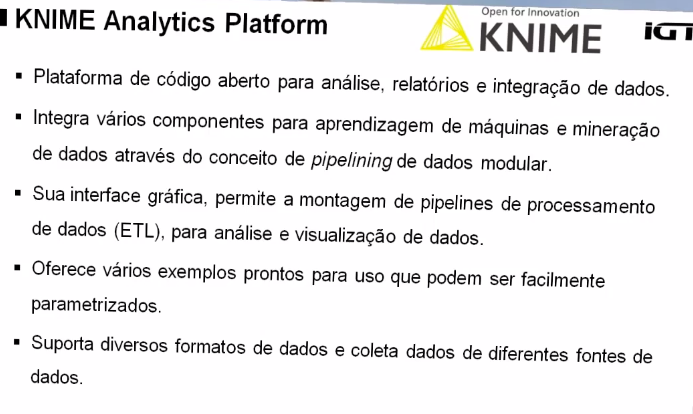 KNIME Analytics Platform
Open for Innovation
KNIME
▪ Plataforma de código aberto para análise, relatórios e integração de dados.
▪ Integra vários componentes para aprendizagem de máquinas e mineração
de dados através do conceito de pipelining de dados modular.
▪ Sua interface gráfica, permite a montagem de pipelines de processamento
de dados (ETL), para análise e visualização de dados.
▪ Oferece vários exemplos prontos para uso que podem ser facilmente
parametrizados.
▪ Suporta diversos formatos de dados e coleta dados de diferentes fontes de
dados.